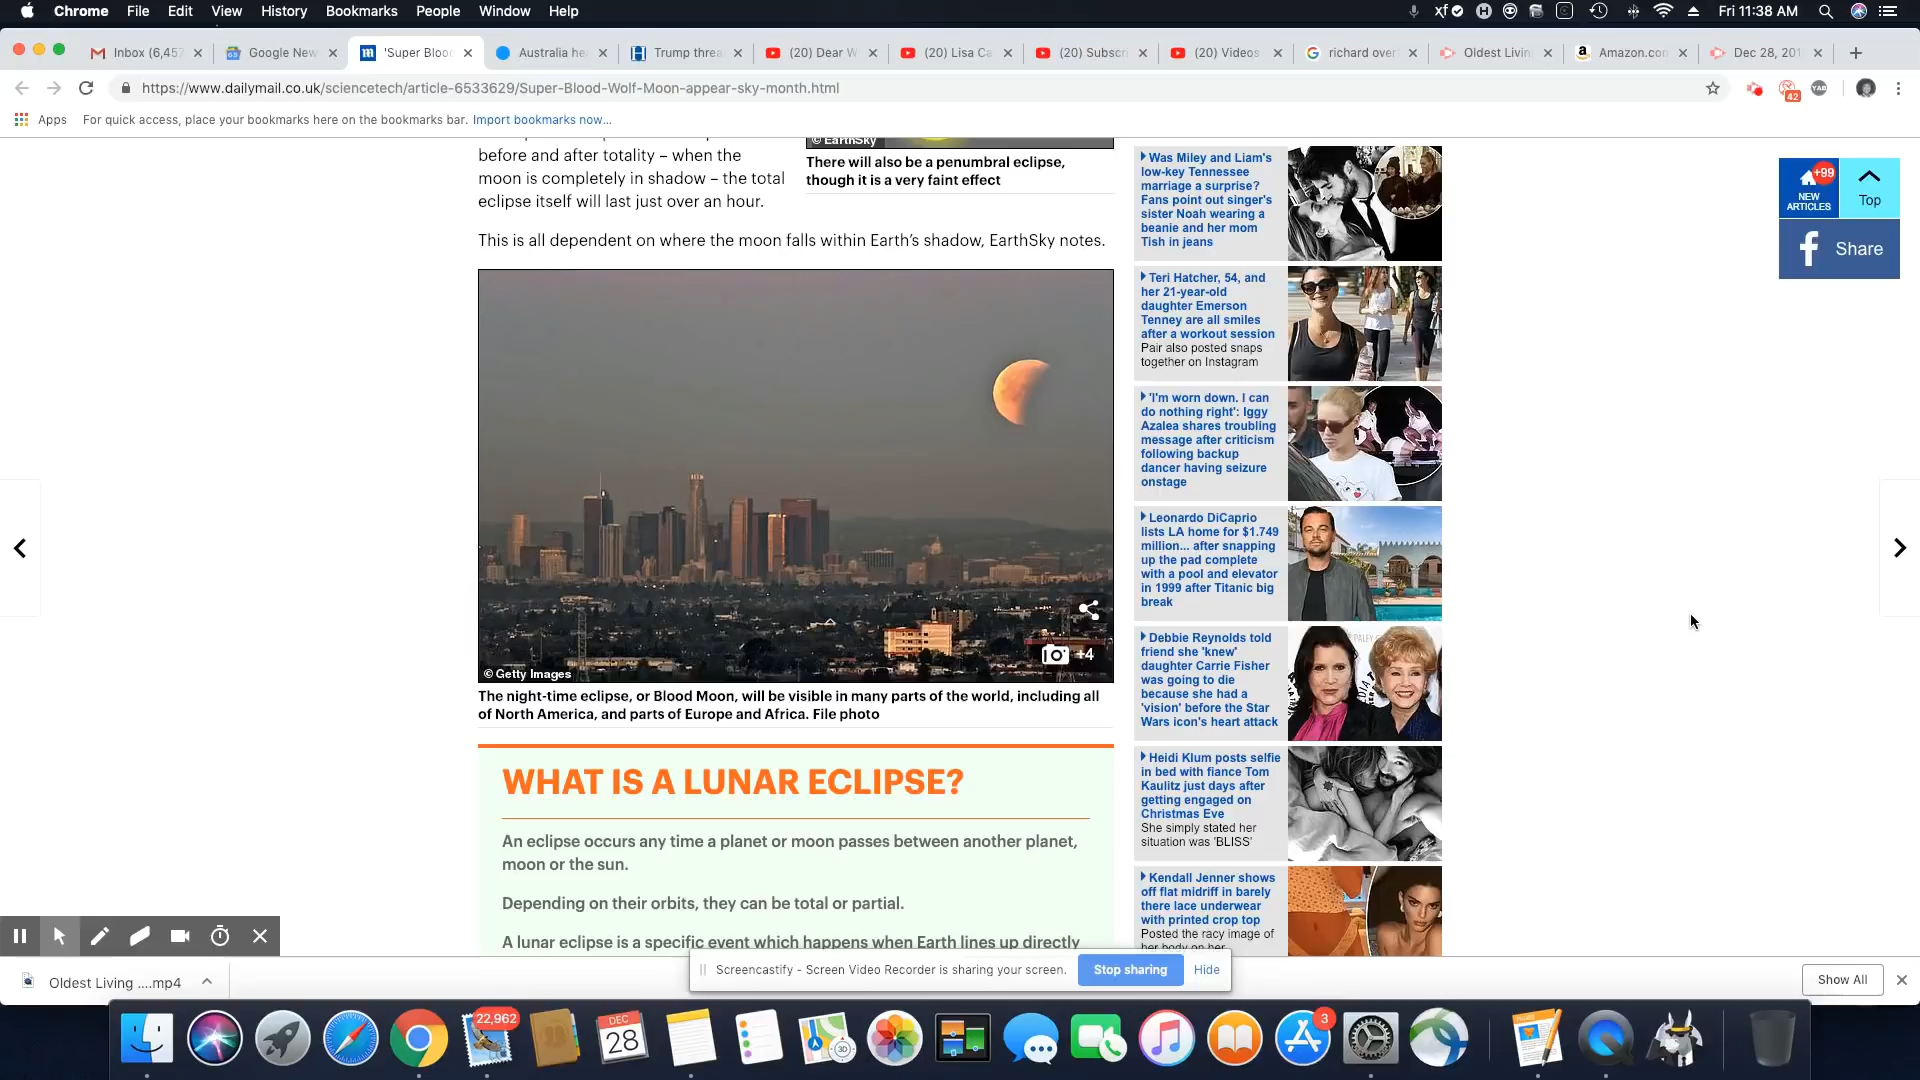 Chrome File Edit View History Bookmarks People Window Help
Fri 11:38 AM
Inbox (6,457
Google New
'Super Bloo
Australia he
Trump threa
(20) Dear W
(20) Lisa Ca
(20) Subscri
(20) Videos
richard over
Oldest Livin
Amazon.com
Dec 28, 201
https://www.dailymail.co.uk/sciencetech/article-6533629/Super-Blood-Wolf-Moon-appear-sky-month.html
42
YAB
Apps For quick access, place your bookmarks here on the bookmarks bar. Import bookmarks now...
before and after totality – when the
moon is completely in shadow – the total
eclipse itself will last just over an hour.
© EarthSky
There will also be a penumbral eclipse,
though it is a very faint effect
This is all dependent on where the moon falls within Earth's shadow, EarthSky notes.
+4
© Getty Images
The night-time eclipse, or Blood Moon, will be visible in many parts of the world, including all
of North America, and parts of Europe and Africa. File photo
WHAT IS A LUNAR ECLIPSE?
An eclipse occurs any time a planet or moon passes between another planet,
moon or the sun.
Depending on their orbits, they can be total or partial.
A lunar eclipse is a specific event which happens when Earth lines up directly
Was Miley and Liam's
low-key Tennessee
marriage a surprise?
Fans point out singer's
sister Noah wearing a
beanie and her mom
Tish in jeans
Teri Hatcher, 54, and
her 21-year-old
daughter Emerson
Tenney are all smiles
after a workout session
Pair also posted snaps
together on Instagram
'I'm worn down. I can
do nothing right': Iggy
Azalea shares troubling
message after criticism
following backup
dancer having seizure
onstage
Leonardo DiCaprio
lists LA home for $1.749
million... after snapping
up the pad complete
with a pool and elevator
in 1999 after Titanic big
break
Debbie Reynolds told
friend she 'knew'
daughter Carrie Fisher
was going to die
because she had a
'vision' before the Star
Wars icon's heart attack
Heidi Klum posts selfie
in bed with fiance Tom
Kaulitz just days after
getting engaged on
Christmas Eve
She simply stated her
situation was 'BLISS'
Kendall Jenner shows
off flat midriff in barely
there lace underwear
with printed crop top
Posted the racy image of
her body on her
+99
NEW
ARTICLES
Top
Share
Screencastify - Screen Video Recorder is sharing your screen. Stop sharing Hide
Oldest Living ....mp4
Show All
22,962
DEC
28
3D
3